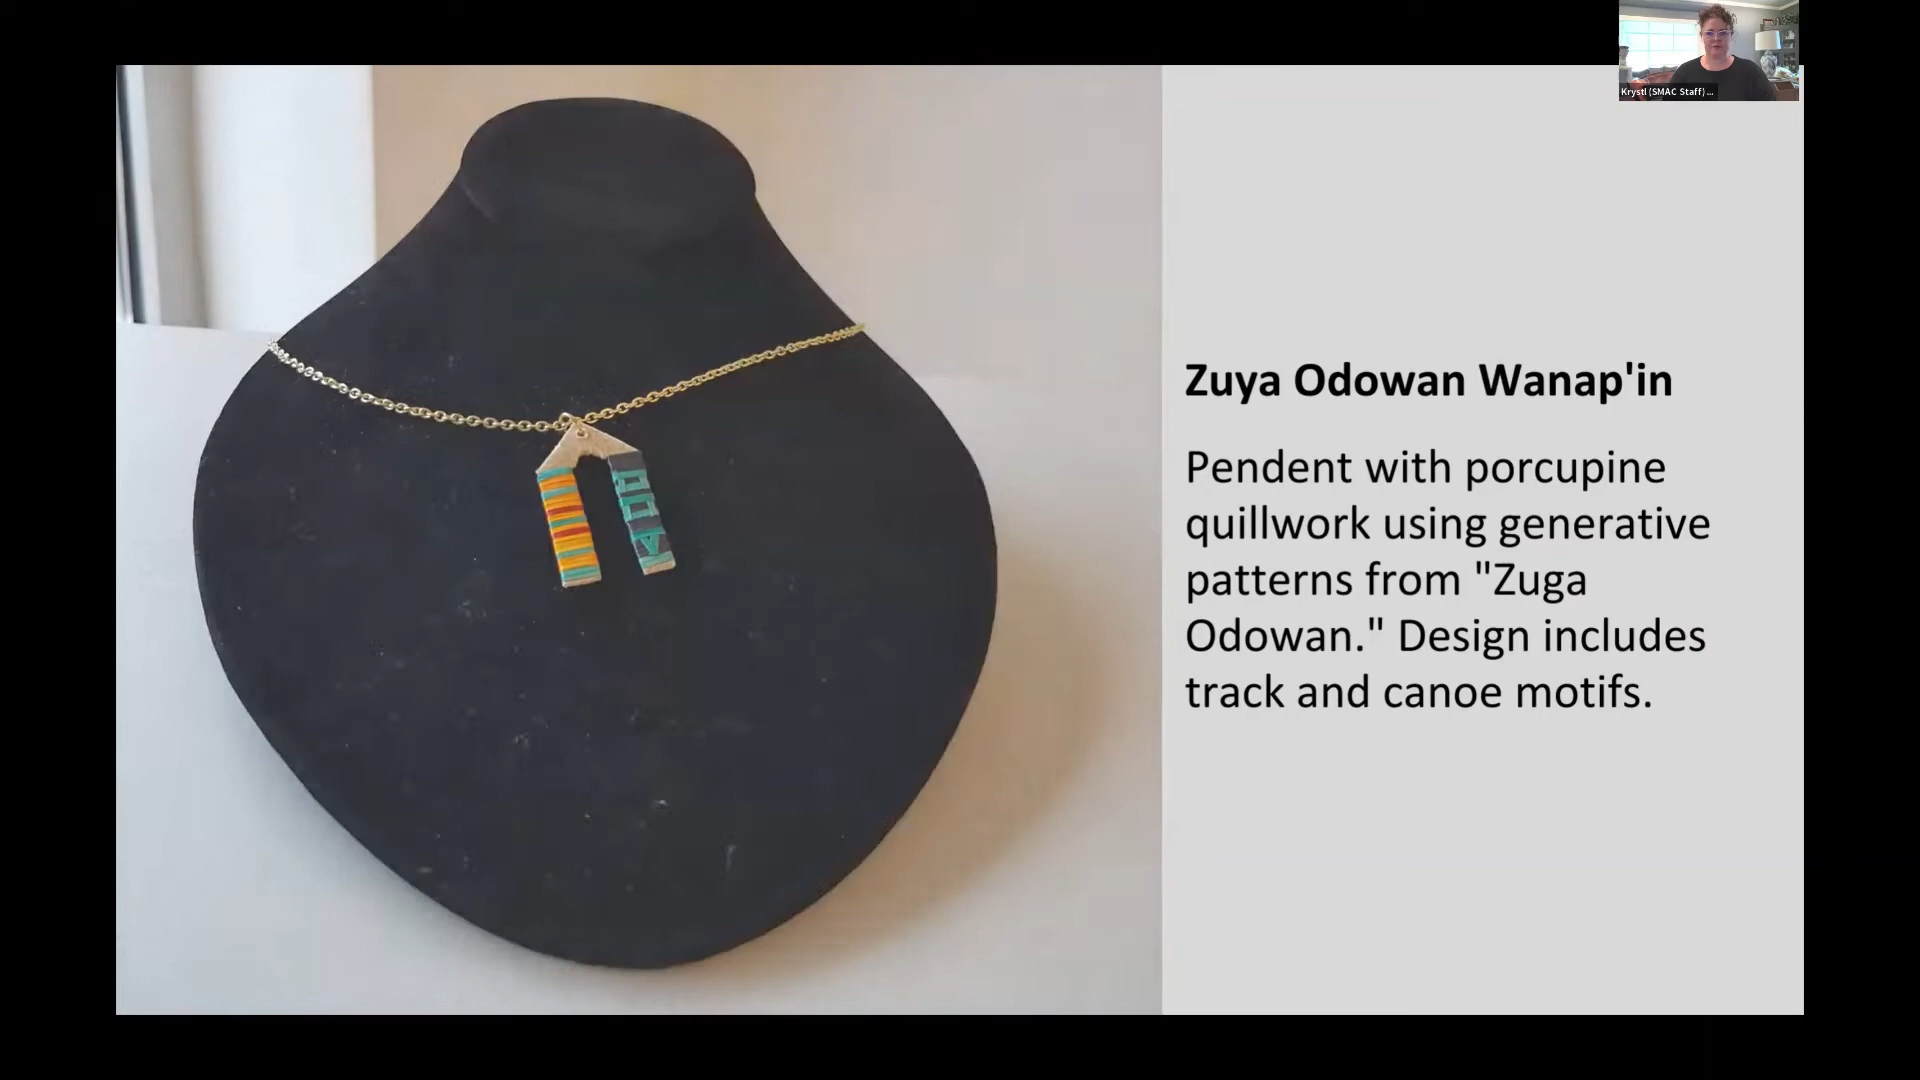 Krystl (SMAC Staff) ...
Zuya Odowan Wanap'in
Pendent with porcupine
quillwork using generative
patterns from "Zuga
Odowan." Design includes
track and canoe motifs.